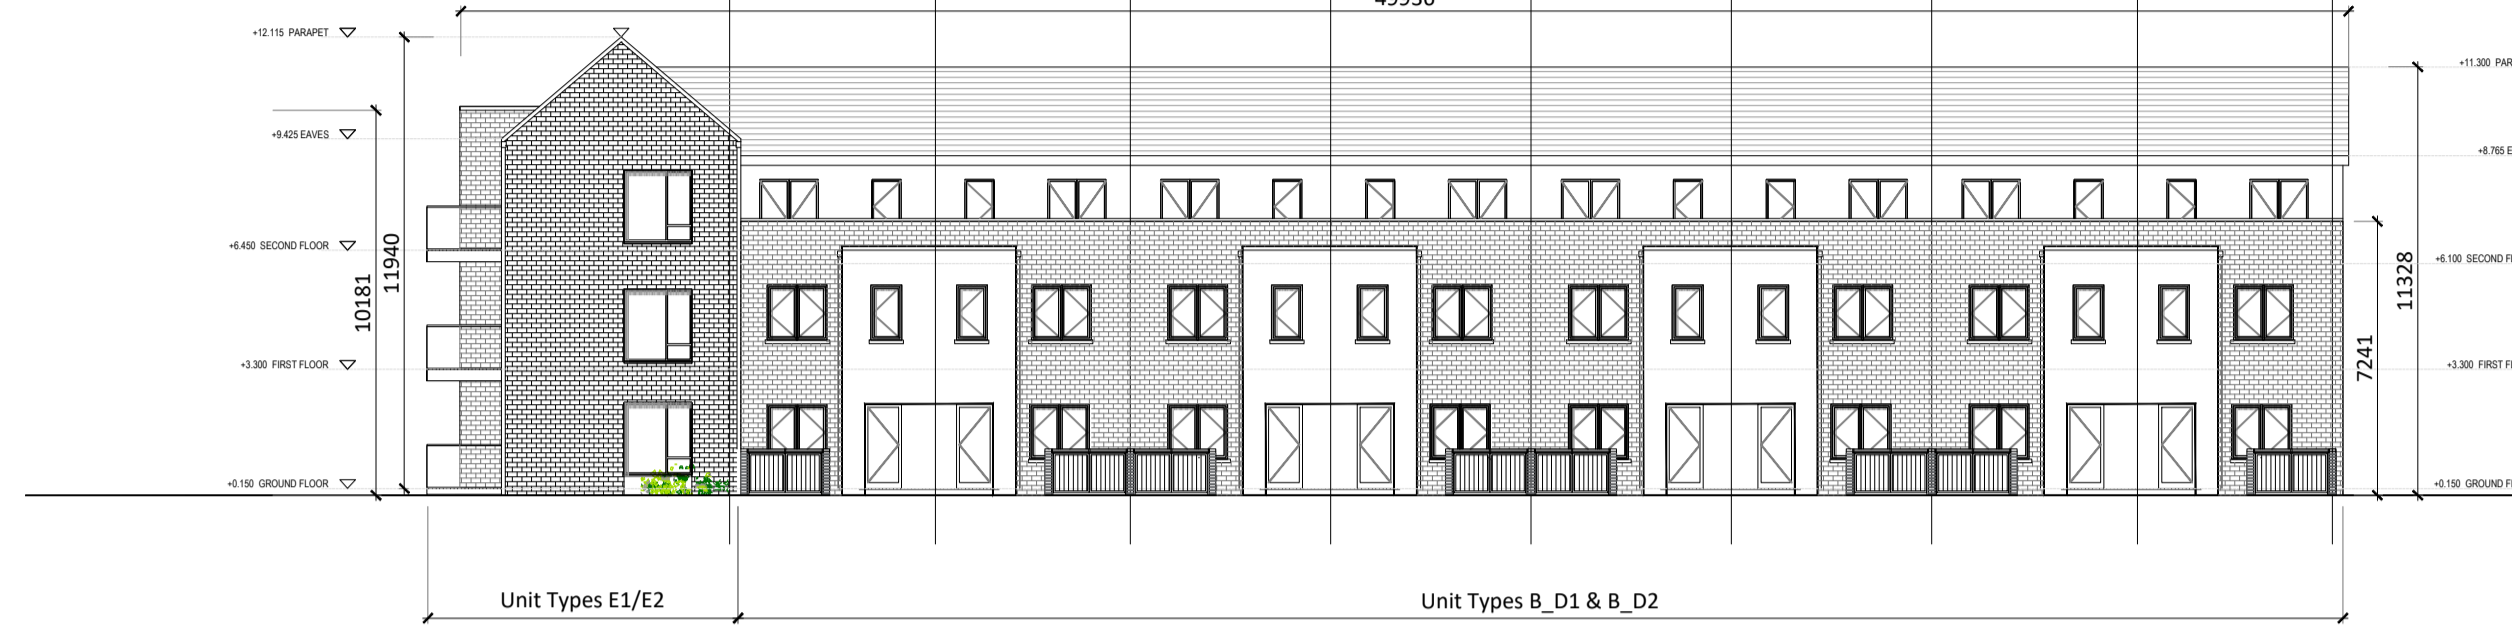 +12.115 PARAPET
+9.425 EAVES
+6.450 SECOND FLOOR
+3.300 FIRST FLOOR
+0.150 GROUND FLOOR
10181
11940
+11.300 PAR
+8.765 E
+6.100 SECOND F
+3.300 FIRST F
+0.150 GROUND F
7241
11328
Unit Types E1/E2
Unit Types B_D1 & B_D2